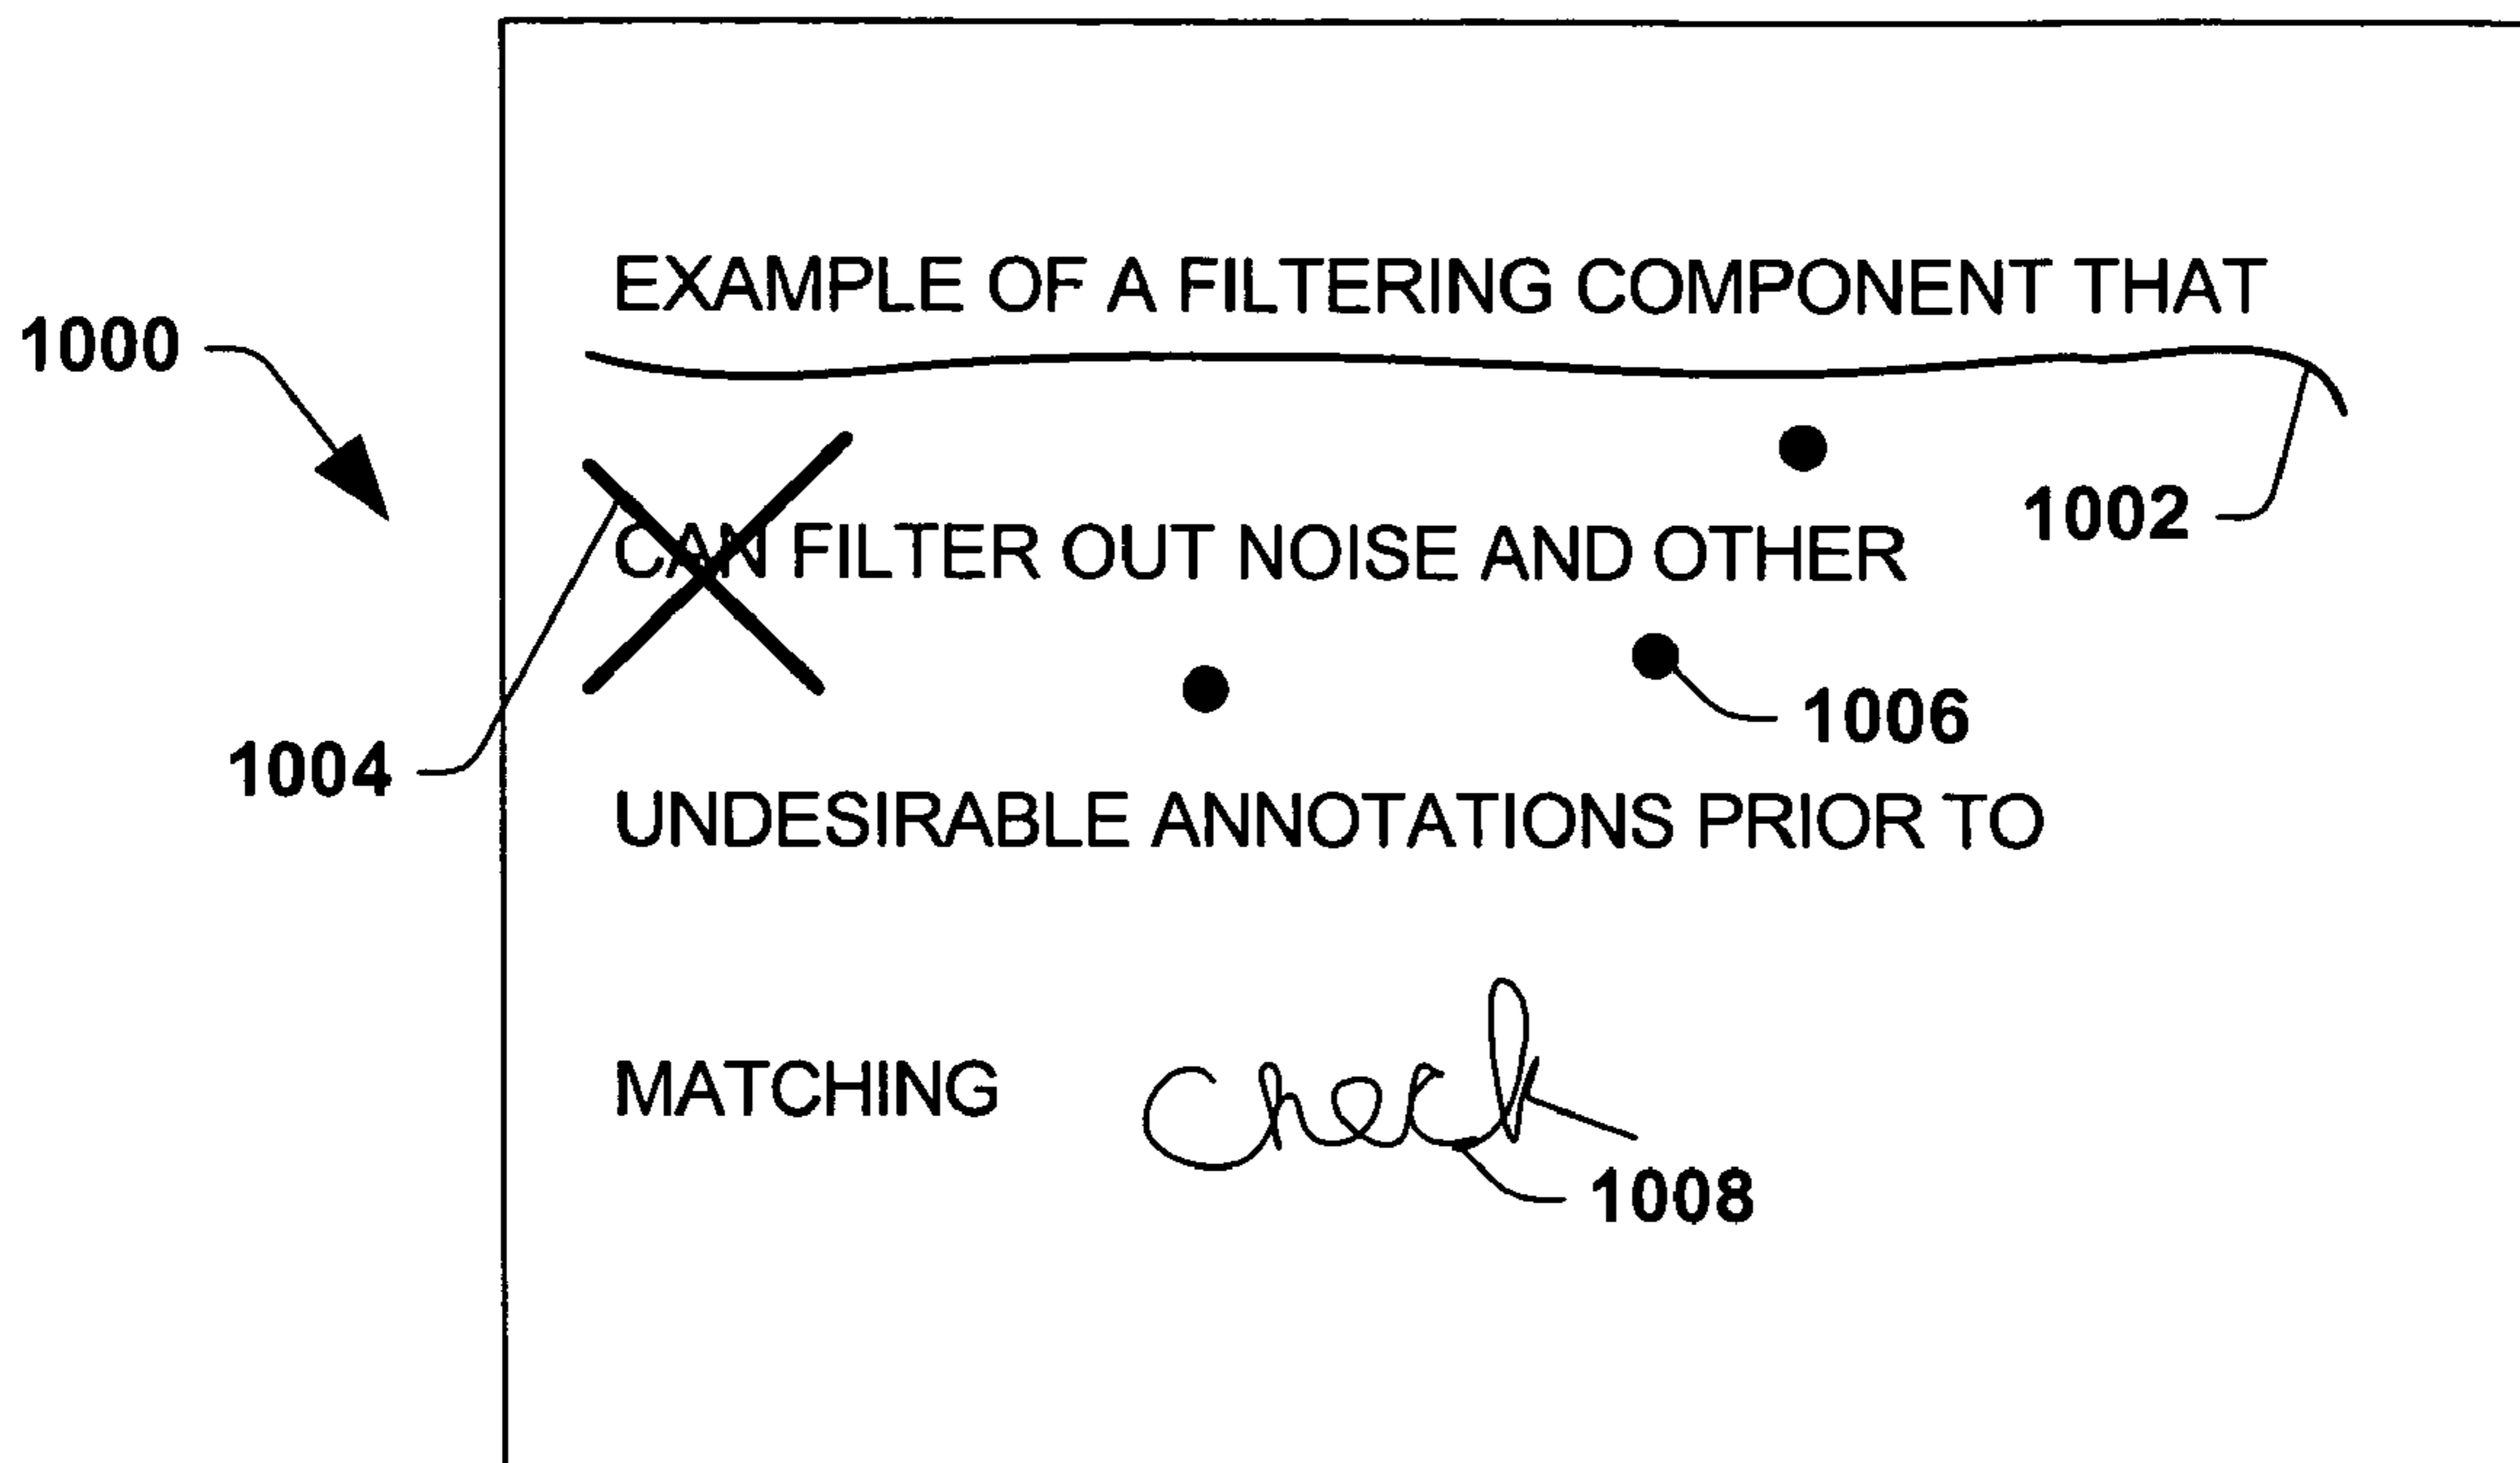 EXAMPLE OF A FILTERING COMPONENT THAT
1000
1002
CAN FILTER OUT NOISE AND OTHER
1006
1004
UNDESIRABLE ANNOTATIONS PRIOR TO
MATCHING Check
1008